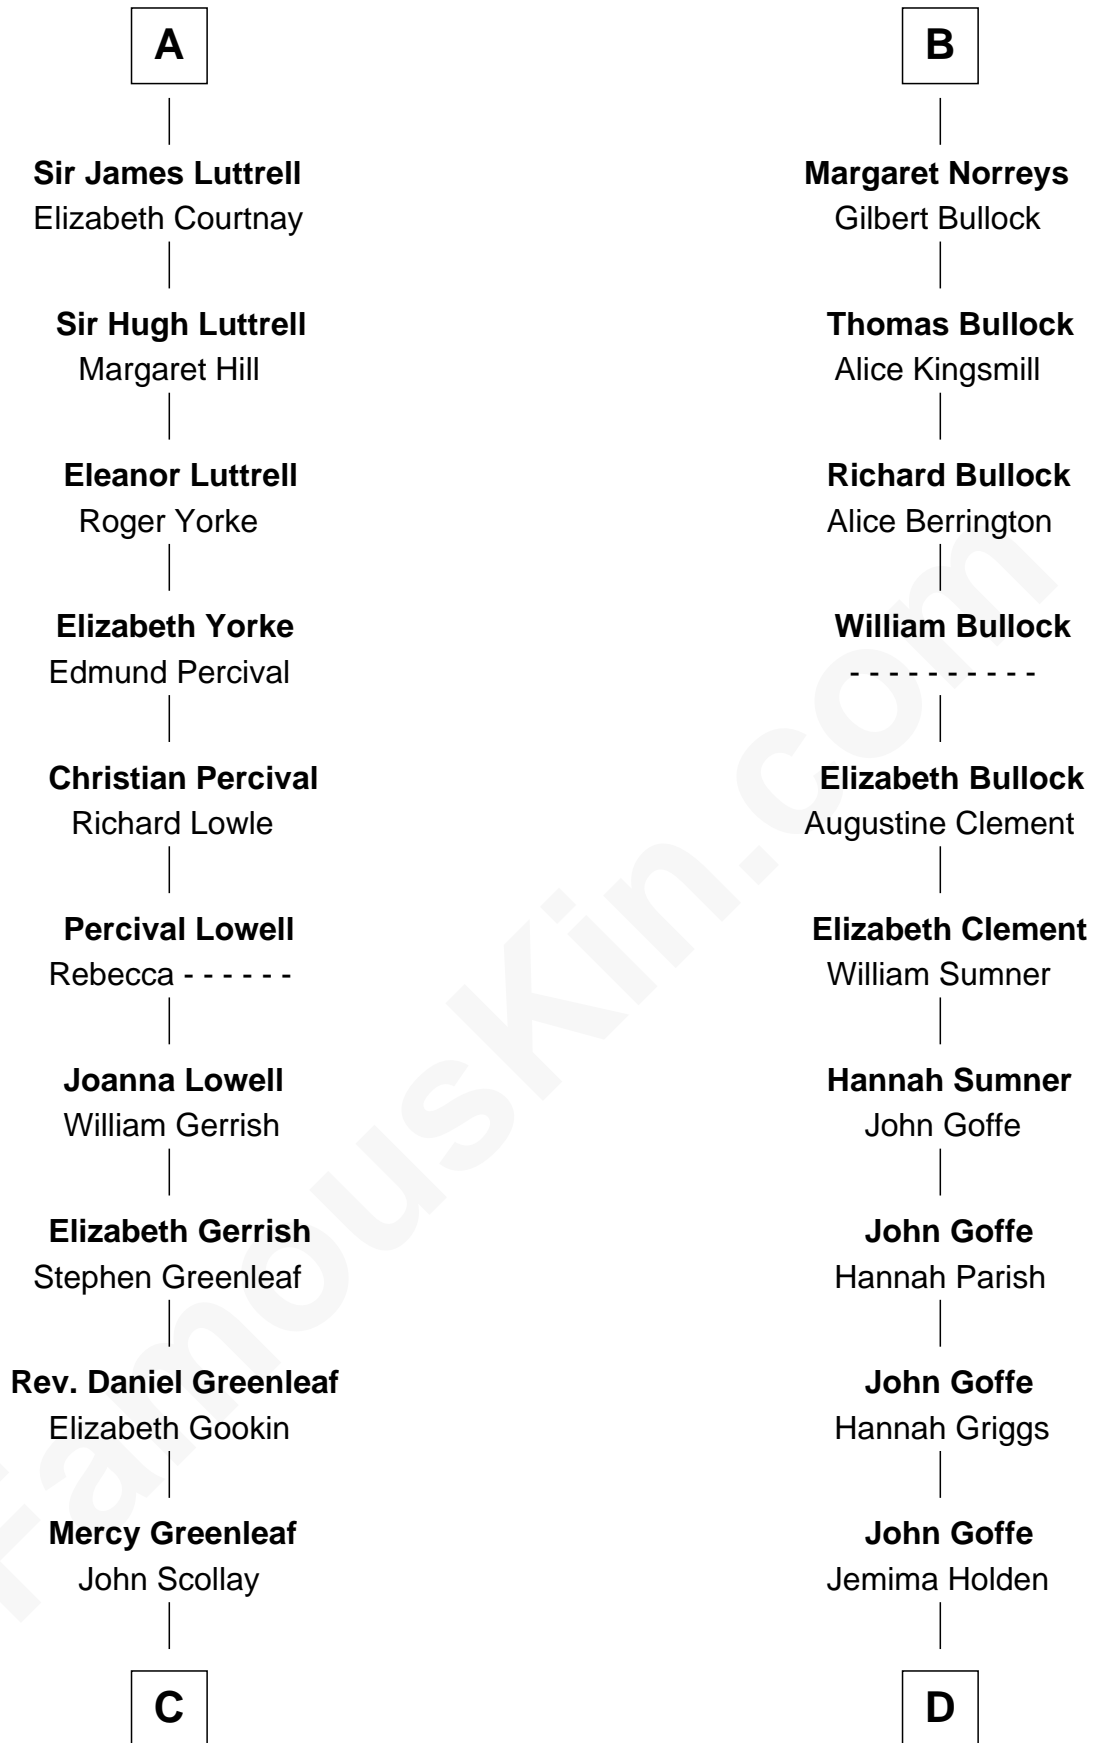 A
Sir James Luttrell
Elizabeth Courtnay
Sir Hugh Luttrell
Margaret Hill
Eleanor Luttrell
Roger Yorke
Elizabeth Yorke
Edmund Percival
Christian Percival
Richard Lowle
Percival Lowell
Rebecca - - - - - -
Joanna Lowell
William Gerrish
Elizabeth Gerrish
Stephen Greenleaf
Rev. Daniel Greenleaf
Elizabeth Gookin
Mercy Greenleaf
John Scollay
C
B
Margaret Norreys
Gilbert Bullock
Thomas Bullock
Alice Kingsmill
Richard Bullock
Alice Berrington
William Bullock
- - - - - - - - - -
Elizabeth Bullock
Augustine Clement
Elizabeth Clement
William Sumner
Hannah Sumner
John Goffe
John Goffe
Hannah Parish
John Goffe
Hannah Griggs
John Goffe
Jemima Holden
D
FamousKin.com